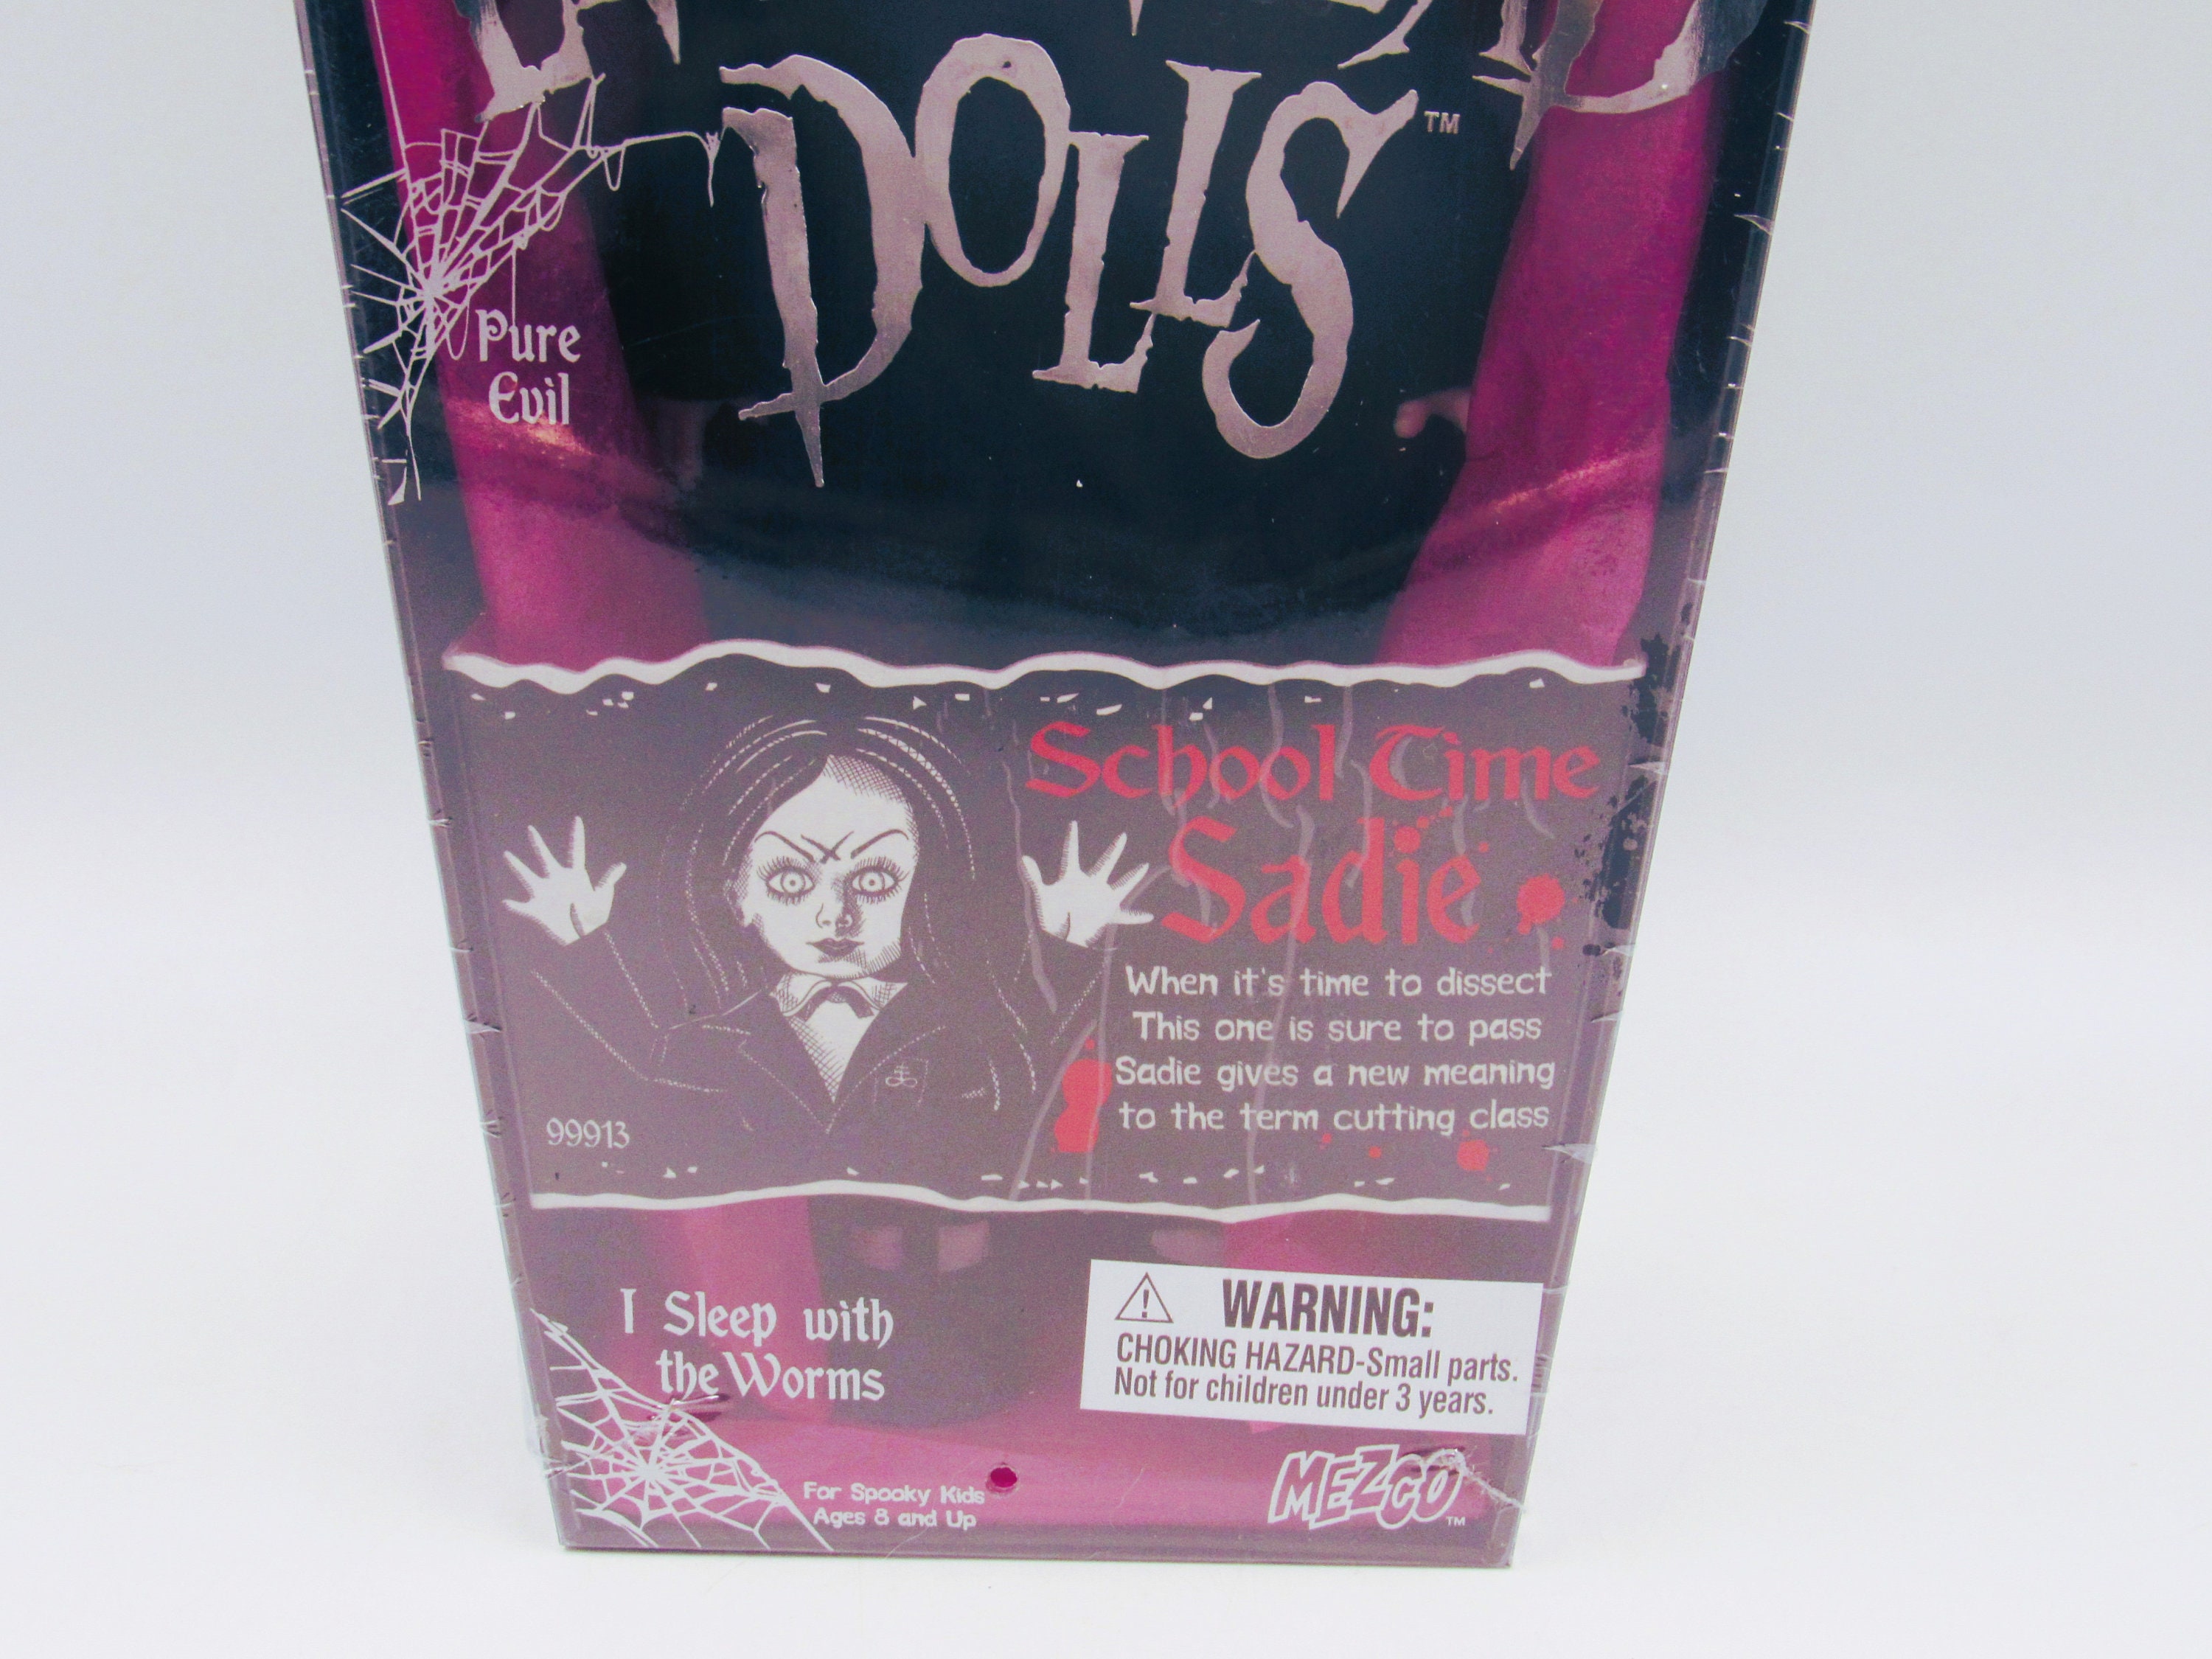 DOLLS™
Pure
Evil
School Time
Sadie
When it's time to dissect
This one is sure to pass
Sadie gives a new meaning
to the term cutting class
99913
I Sleep with
the Worms
WARNING:
CHOKING HAZARD-Small parts.
Not for children under 3 years.
For Spooky Kids
Ages 8 and Up
MEZCO™